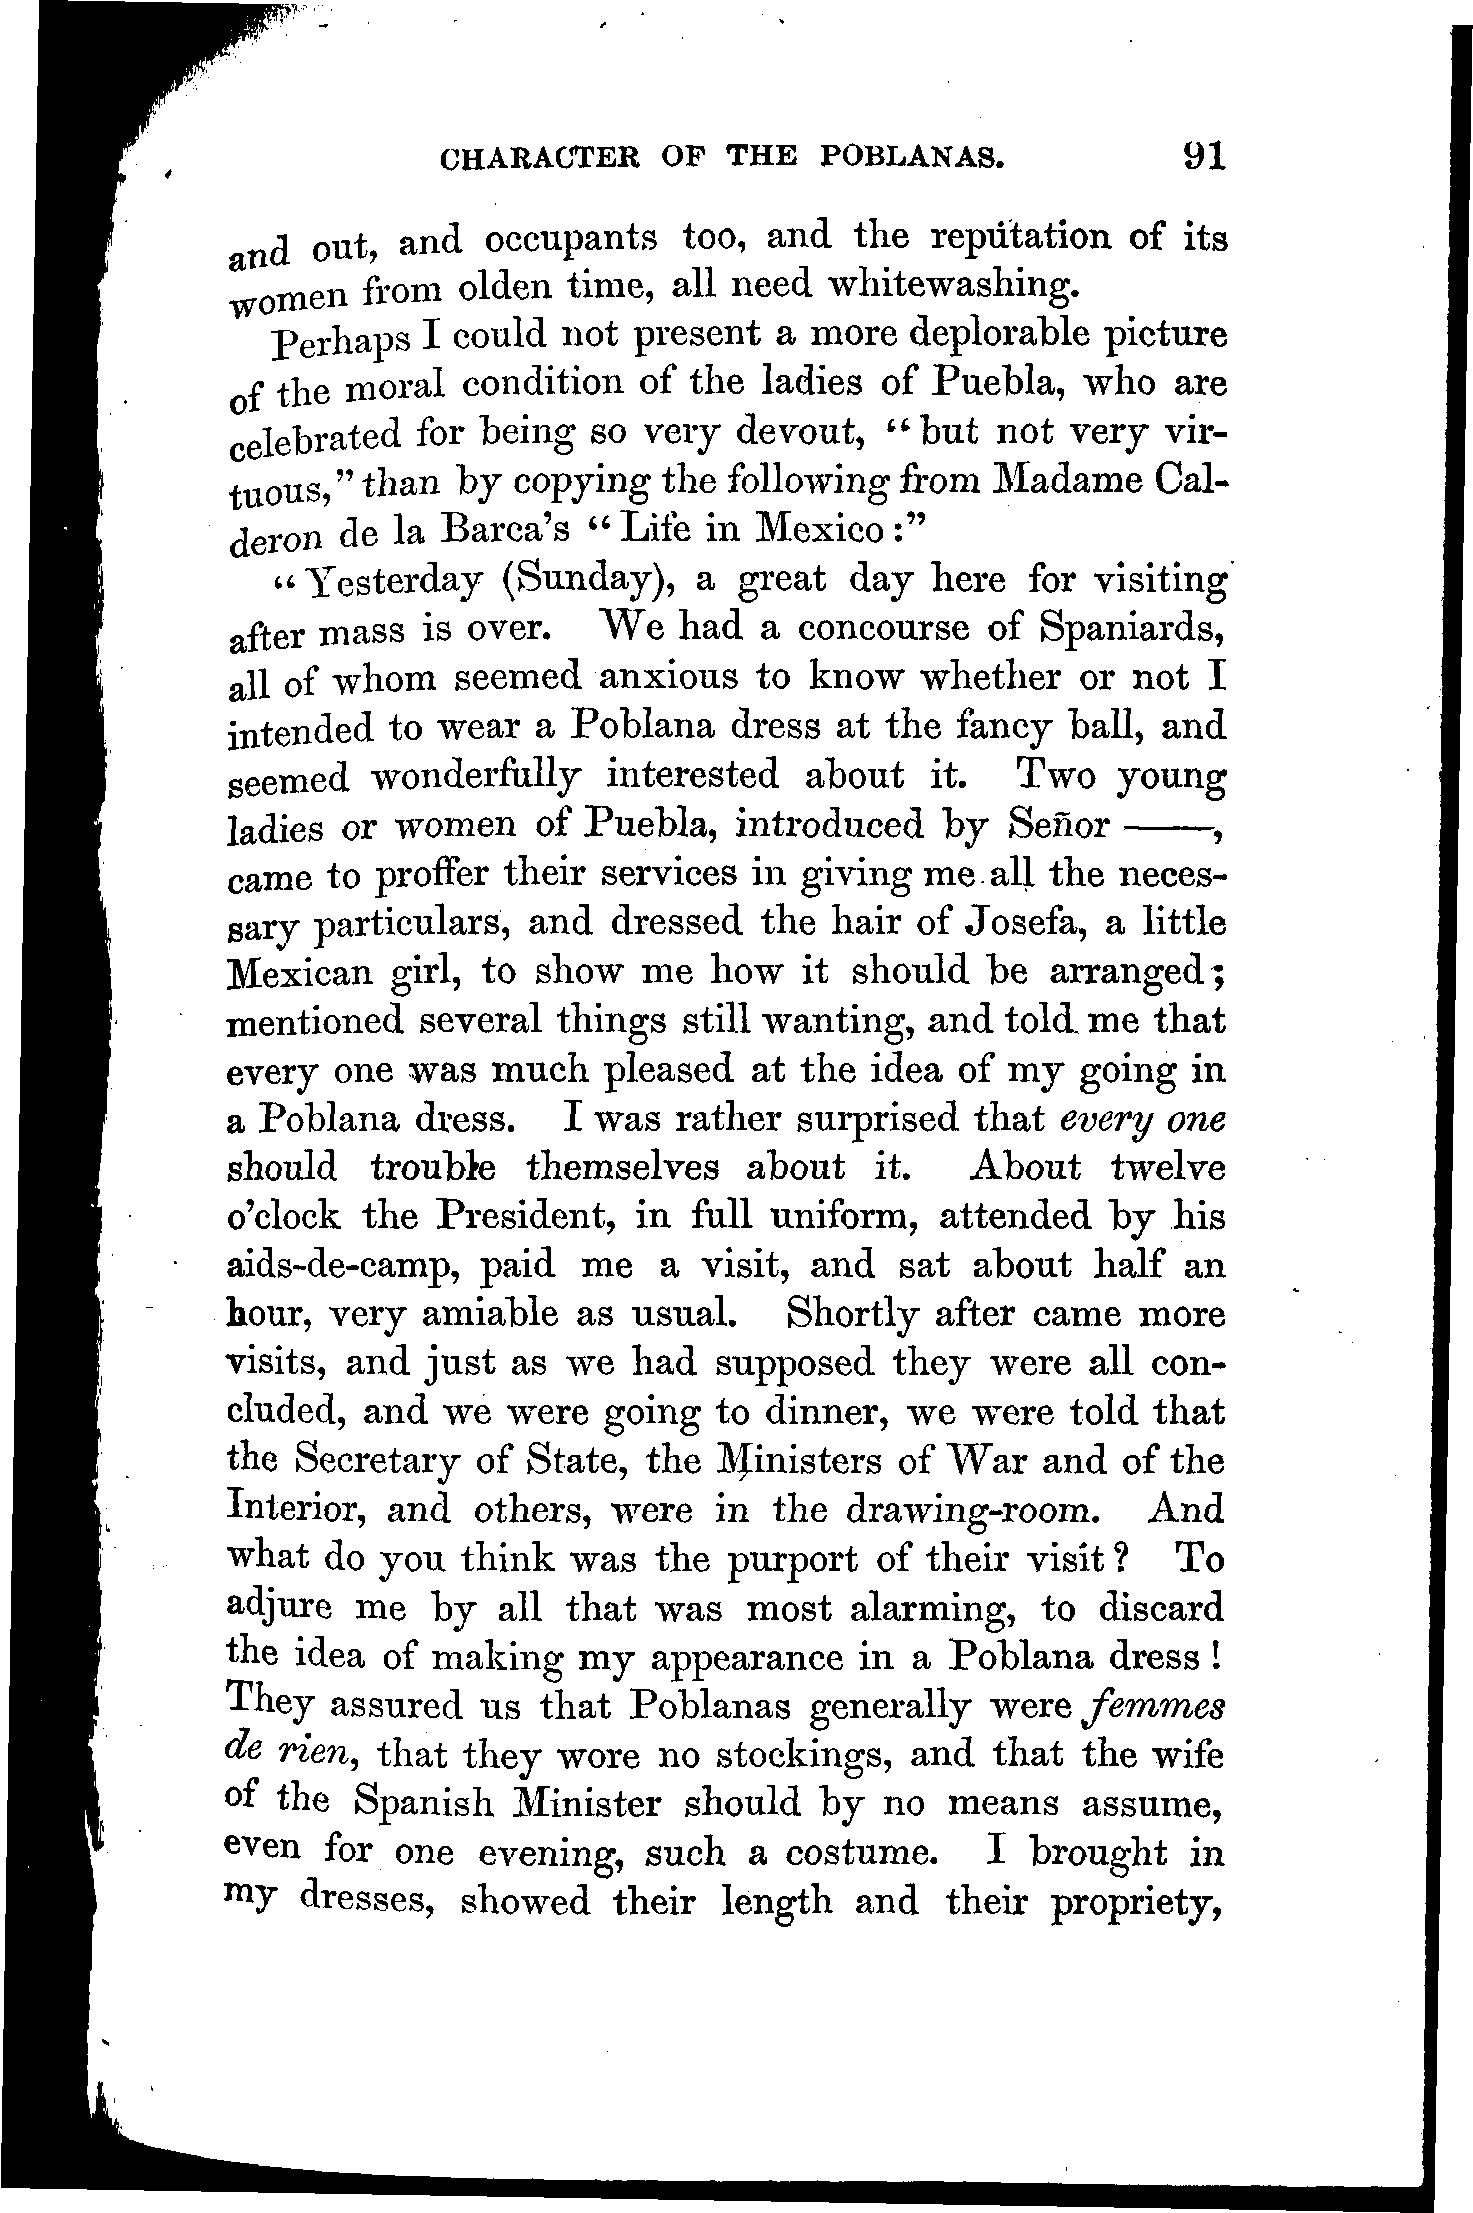 CHARACTER OF THE POBLANAS. 91
and out, and occupants too, and the reputation of its
women from olden time, all need whitewashing.
Perhaps I could not present a more deplorable picture
of the moral condition of the ladies of Puebla, who are
celebrated for being so very devout, “but not very vir-
tuous,” than by copying the following from Madame Cal-
deron de la Barca’s “Life in Mexico:”
“Yesterday (Sunday), a great day here for visiting
after mass is over. We had a concourse of Spaniards,
all of whom seemed anxious to know whether or not I
intended to wear a Poblana dress at the fancy ball, and
seemed wonderfully interested about it. Two young
ladies or women of Puebla, introduced by Señor ——,
came to proffer their services in giving me all the neces-
sary particulars, and dressed the hair of Josefa, a little
Mexican girl, to show me how it should be arranged;
mentioned several things still wanting, and told me that
every one was much pleased at the idea of my going in
a Poblana dress. I was rather surprised that every one
should trouble themselves about it. About twelve
o’clock the President, in full uniform, attended by his
aids-de-camp, paid me a visit, and sat about half an
hour, very amiable as usual. Shortly after came more
visits, and just as we had supposed they were all con-
cluded, and we were going to dinner, we were told that
the Secretary of State, the Ministers of War and of the
Interior, and others, were in the drawing-room. And
what do you think was the purport of their visit? To
adjure me by all that was most alarming, to discard
the idea of making my appearance in a Poblana dress!
They assured us that Poblanas generally were femmes
de rien, that they wore no stockings, and that the wife
of the Spanish Minister should by no means assume,
even for one evening, such a costume. I brought in
my dresses, showed their length and their propriety,